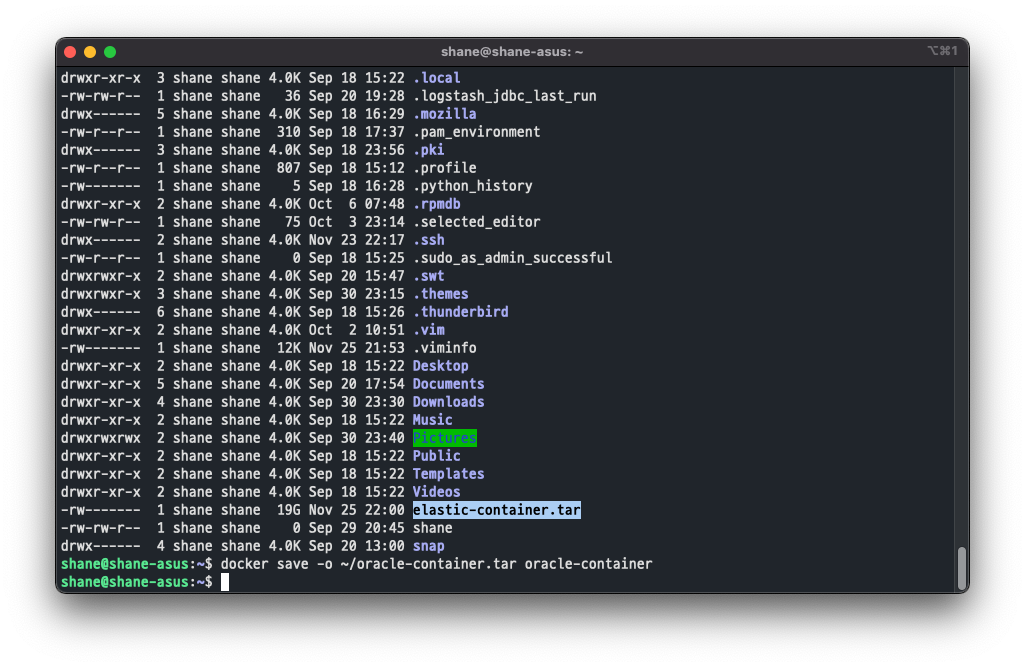 shane@shane-asus: ~
⌥⌘1
drwxr-xr-x  3 shane shane 4.0K Sep 18 15:22 .local
-rw-rw-r--  1 shane shane   36 Sep 20 19:28 .logstash_jdbc_last_run
drwx------  5 shane shane 4.0K Sep 18 16:29 .mozilla
-rw-r--r--  1 shane shane  310 Sep 18 17:37 .pam_environment
drwx------  3 shane shane 4.0K Sep 18 23:56 .pki
-rw-r--r--  1 shane shane  807 Sep 18 15:12 .profile
-rw-------  1 shane shane    5 Sep 18 16:28 .python_history
drwxr-xr-x  2 shane shane 4.0K Oct  6 07:48 .rpmdb
-rw-rw-r--  1 shane shane   75 Oct  3 23:14 .selected_editor
drwx------  2 shane shane 4.0K Nov 23 22:17 .ssh
-rw-r--r--  1 shane shane    0 Sep 18 15:25 .sudo_as_admin_successful
drwxrwxr-x  2 shane shane 4.0K Sep 20 15:47 .swt
drwxrwxr-x  3 shane shane 4.0K Sep 30 23:15 .themes
drwx------  6 shane shane 4.0K Sep 18 15:26 .thunderbird
drwxr-xr-x  2 shane shane 4.0K Oct  2 10:51 .vim
-rw-------  1 shane shane  12K Nov 25 21:53 .viminfo
drwxr-xr-x  2 shane shane 4.0K Sep 18 15:22 Desktop
drwxr-xr-x  5 shane shane 4.0K Sep 20 17:54 Documents
drwxr-xr-x  4 shane shane 4.0K Sep 30 23:30 Downloads
drwxr-xr-x  2 shane shane 4.0K Sep 18 15:22 Music
drwxrwxrwx  2 shane shane 4.0K Sep 30 23:40 Pictures
drwxr-xr-x  2 shane shane 4.0K Sep 18 15:22 Public
drwxr-xr-x  2 shane shane 4.0K Sep 18 15:22 Templates
drwxr-xr-x  2 shane shane 4.0K Sep 18 15:22 Videos
-rw-------  1 shane shane  19G Nov 25 22:00 elastic-container.tar
-rw-rw-r--  1 shane shane    0 Sep 29 20:45 shane
drwx------  4 shane shane 4.0K Sep 20 13:00 snap
shane@shane-asus:~$ docker save -o ~/oracle-container.tar oracle-container
shane@shane-asus:~$